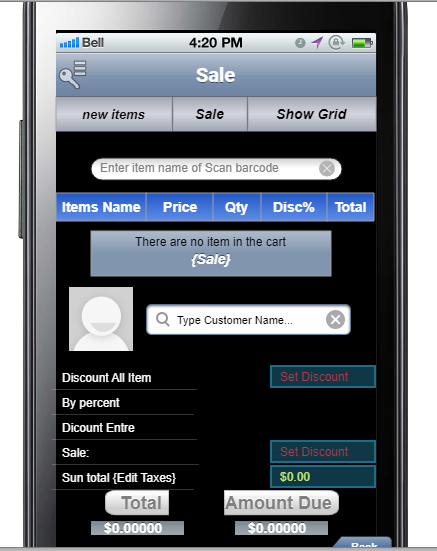 Bell 4:20 PM
Sale
new items Sale Show Grid
Enter item name of Scan barcode
Items Name Price Qty Disc% Total
There are no item in the cart
{Sale}
Type Customer Name...
Discount All Item Set Discount
By percent
Dicount Entre
Sale: Set Discount
Sun total {Edit Taxes} $0.00
Total Amount Due
$0.00000 $0.00000
Back